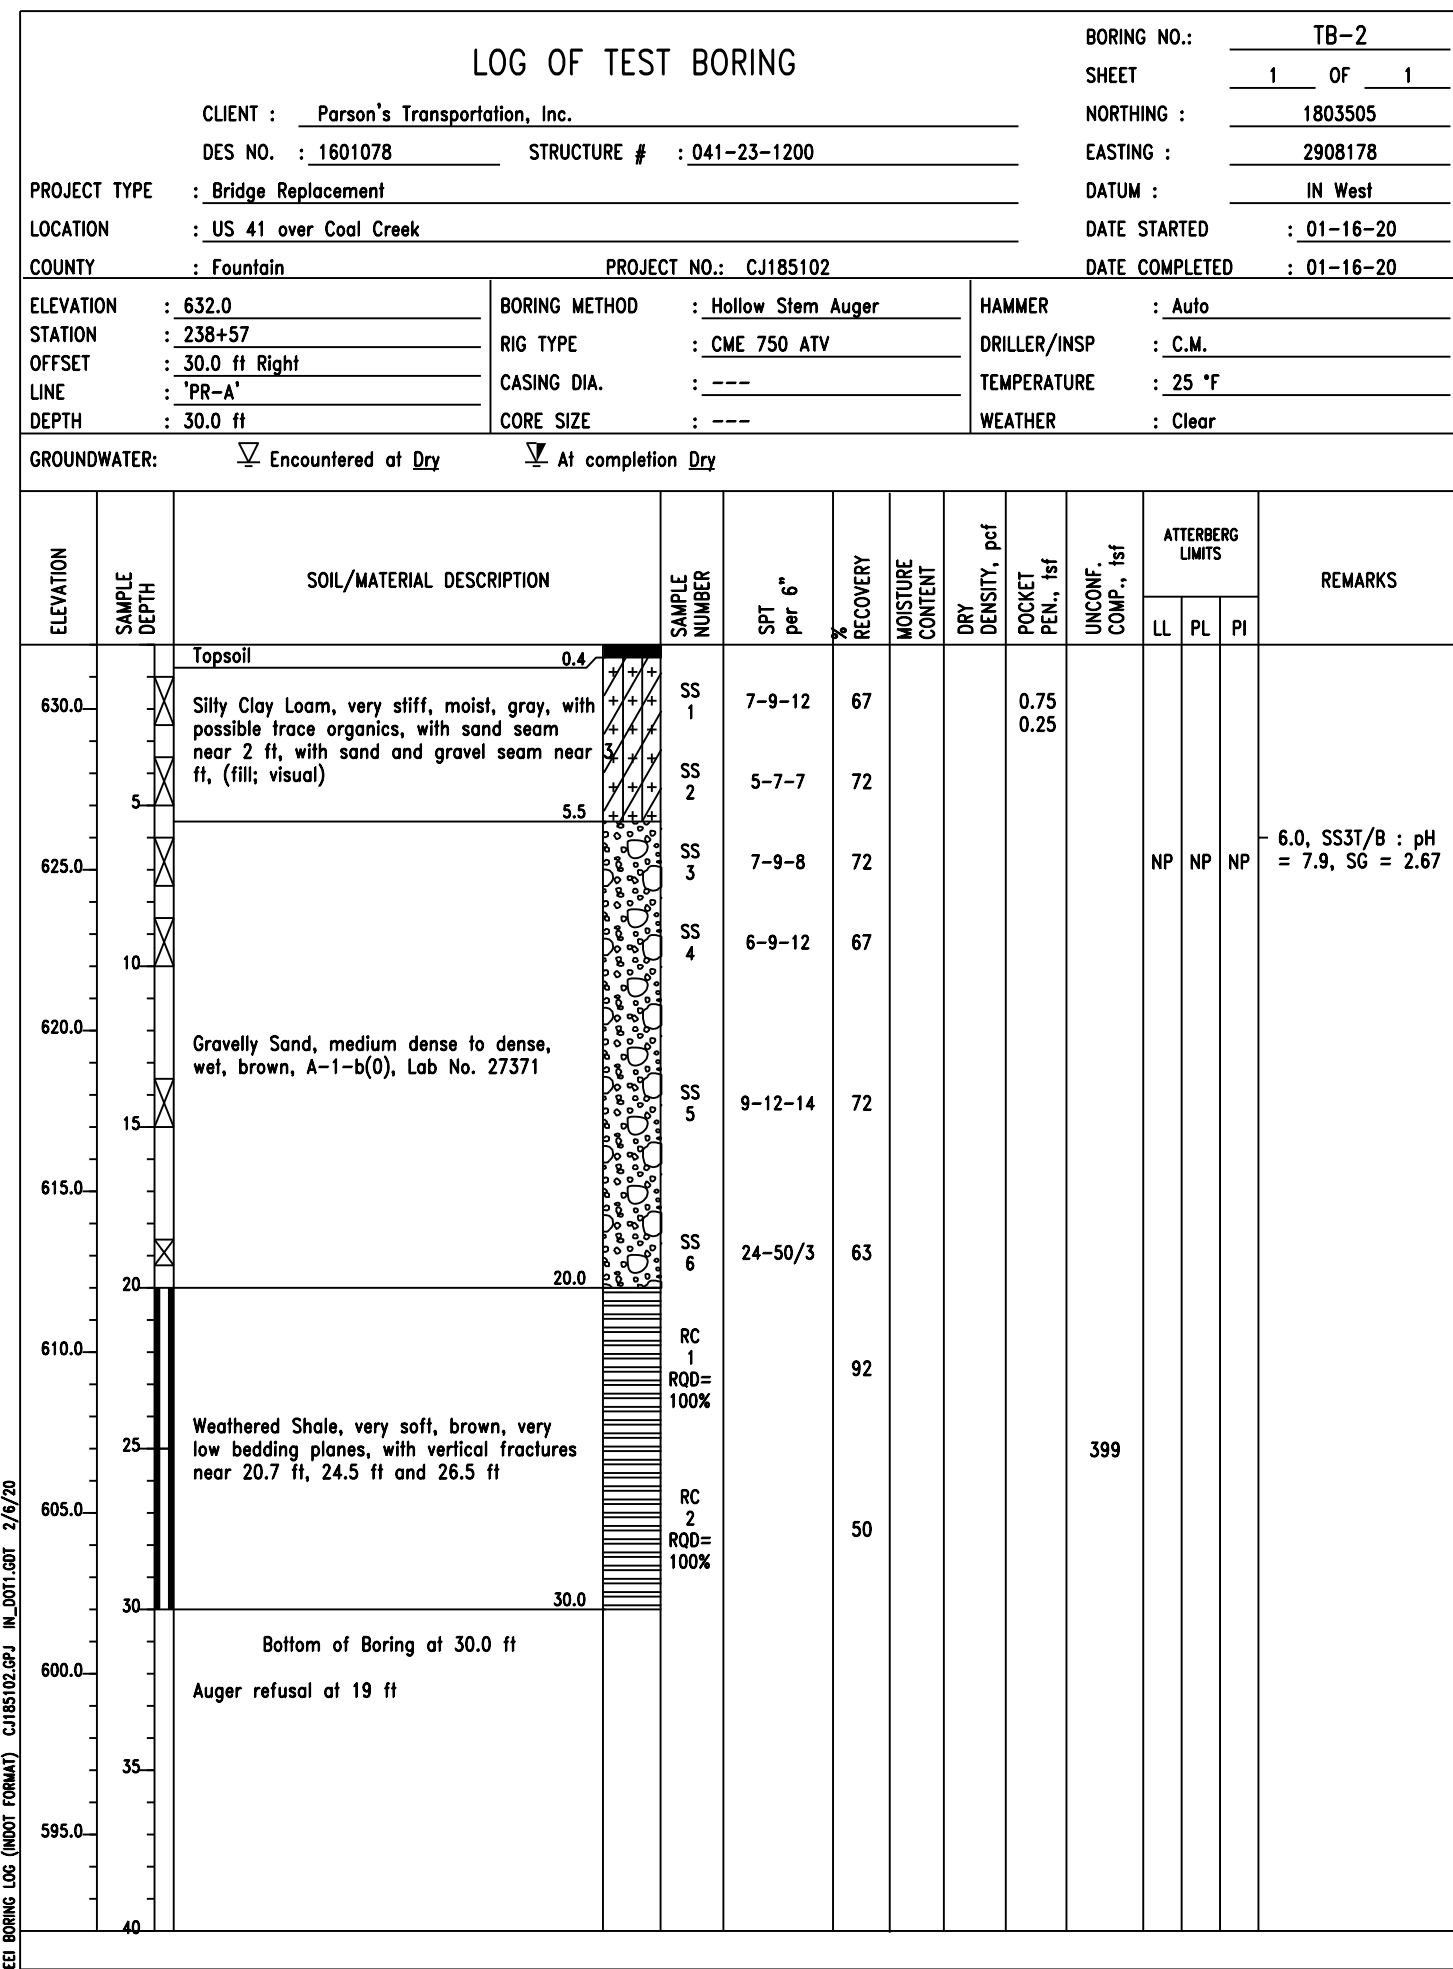 LOG OF TEST BORING
BORING NO.: TB-2
SHEET 1 OF 1
CLIENT : Parson's Transportation, Inc.
NORTHING : 1803505
DES NO. : 1601078 STRUCTURE # : 041-23-1200
EASTING : 2908178
PROJECT TYPE : Bridge Replacement
DATUM : IN West
LOCATION : US 41 over Coal Creek
DATE STARTED : 01-16-20
COUNTY : Fountain PROJECT NO.: CJ185102
DATE COMPLETED : 01-16-20
ELEVATION : 632.0
STATION : 238+57
OFFSET : 30.0 ft Right
LINE : 'PR-A'
DEPTH : 30.0 ft
BORING METHOD : Hollow Stem Auger
RIG TYPE : CME 750 ATV
CASING DIA. : ---
CORE SIZE : ---
HAMMER : Auto
DRILLER/INSP : C.M.
TEMPERATURE : 25 °F
WEATHER : Clear
GROUNDWATER: Encountered at Dry At completion Dry
ELEVATION
SAMPLE
DEPTH
SOIL/MATERIAL DESCRIPTION
SAMPLE
NUMBER
SPT
per 6"
%
RECOVERY
MOISTURE
CONTENT
DRY
DENSITY, pcf
POCKET
PEN., tsf
UNCONF.
COMP., tsf
ATTERBERG
LIMITS
LL PL PI
REMARKS
Topsoil 0.4
630.0
Silty Clay Loam, very stiff, moist, gray, with
possible trace organics, with sand seam
near 2 ft, with sand and gravel seam near 3
ft, (fill; visual)
SS
1
7-9-12 67 0.75
0.25
SS
2
5-7-7 72
5
5.5
625.0
SS
3
7-9-8 72 NP NP NP
6.0, SS3T/B : pH
= 7.9, SG = 2.67
SS
4
6-9-12 67
10
620.0
Gravelly Sand, medium dense to dense,
wet, brown, A-1-b(0), Lab No. 27371
SS
5
9-12-14 72
15
615.0
SS
6
24-50/3 63
20
20.0
610.0
RC
1
RQD=
100%
92
Weathered Shale, very soft, brown, very
low bedding planes, with vertical fractures
near 20.7 ft, 24.5 ft and 26.5 ft
25
399
605.0
RC
2
RQD=
100%
50
30
30.0
Bottom of Boring at 30.0 ft
600.0
Auger refusal at 19 ft
35
595.0
40
EEI BORING LOG (INDOT FORMAT) CJ185102.GPJ IN_DOT1.GDT 2/6/20